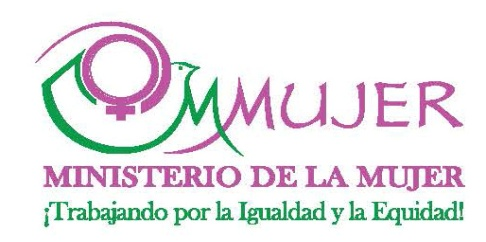 MMUJER
MINISTERIO DE LA MUJER
¡Trabajando por la Igualdad y la Equidad!